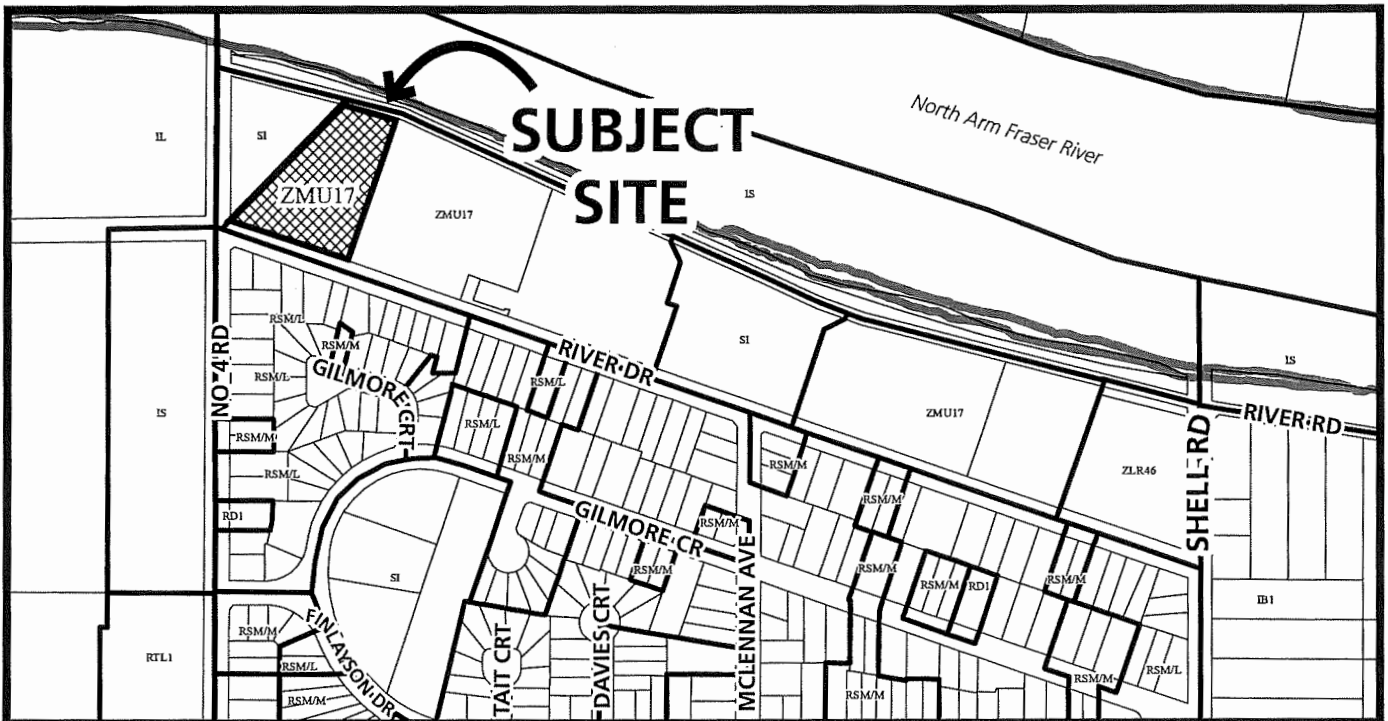 SUBJECT
SITE
North Arm Fraser River
IL
SI
ZMU17
ZMU17
IS
SI
ZMU17
ZLR46
IS
RIVER RD
SHELL RD
RIVER DR
NO 4 RD
RSM/L
RSM/M
RSM/L
GILMORE CRT
RSM/L
RSM/L
IS
RSM/M
RSM/M
RSM/M
RSM/M
RSM/L
RD1
GILMORE CR
RSM/M
RSM/M
RSM/M
RSM/M
RD1
RSM/M
SI
IB1
FINLAYSON DR
TAIT CRT
DAVIES CRT
MCLENNAN AVE
RTL1
RSM/M
RSM/L
RSM/M
RSM/M
RSM/M
RSM/L